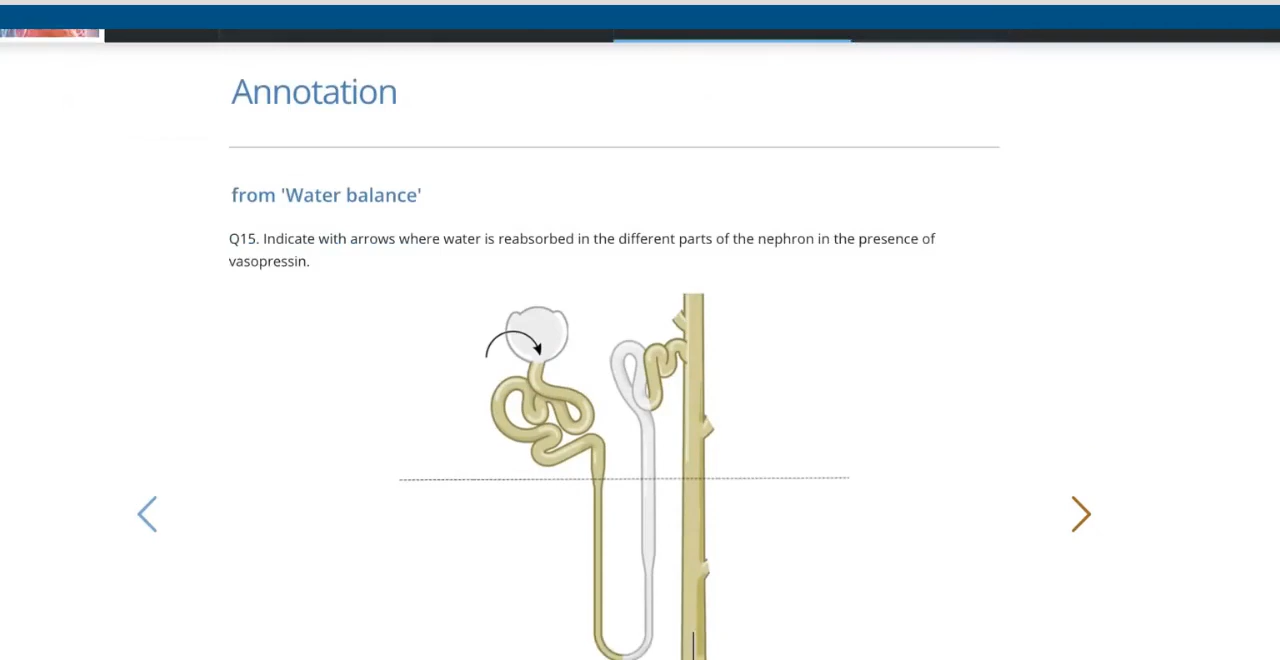 Annotation
from 'Water balance'
Q15. Indicate with arrows where water is reabsorbed in the different parts of the nephron in the presence of
vasopressin.